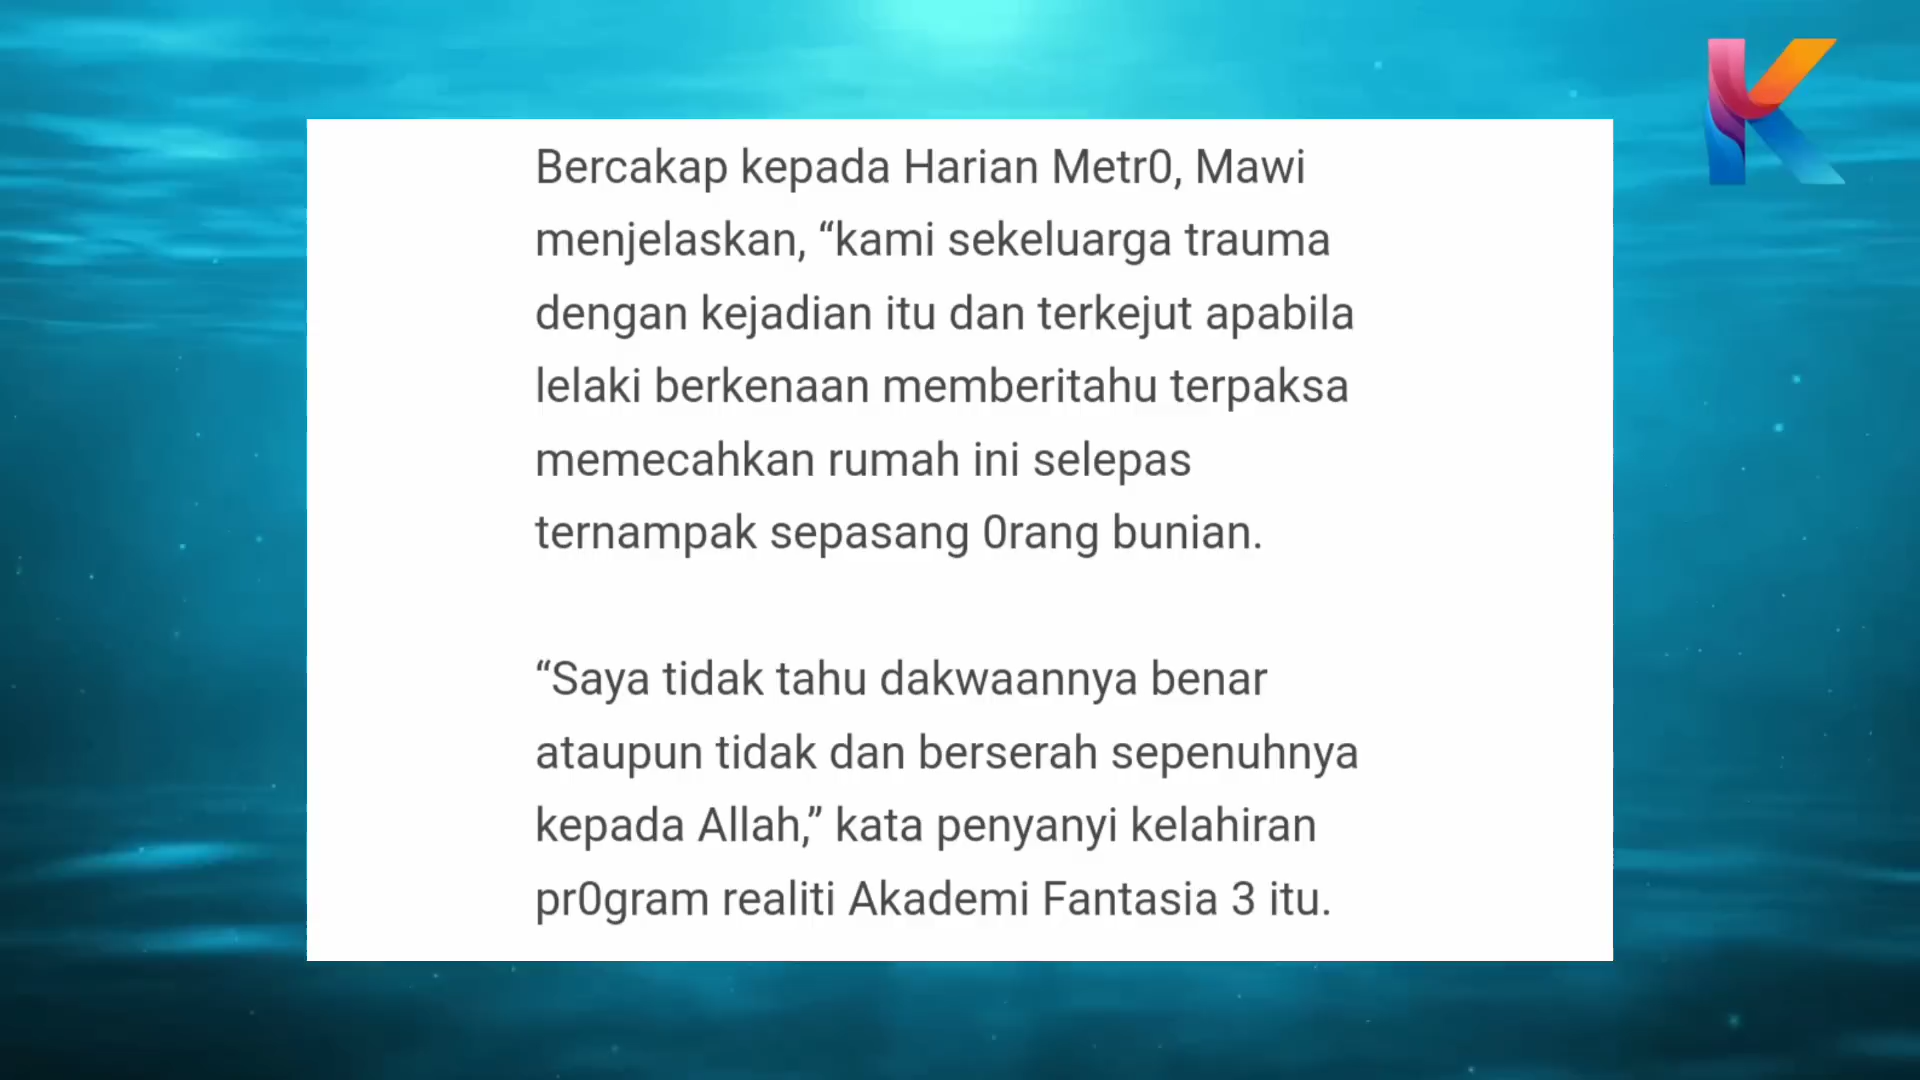 Bercakap kepada Harian Metr0, Mawi
menjelaskan, “kami sekeluarga trauma
dengan kejadian itu dan terkejut apabila
lelaki berkenaan memberitahu terpaksa
memecahkan rumah ini selepas
ternampak sepasang 0rang bunian.
“Saya tidak tahu dakwaannya benar
ataupun tidak dan berserah sepenuhnya
kepada Allah,” kata penyanyi kelahiran
pr0gram realiti Akademi Fantasia 3 itu.